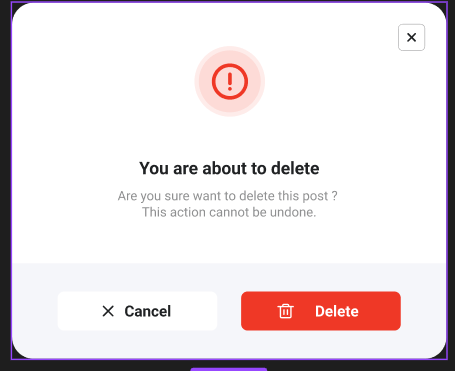 You are about to delete
Are you sure want to delete this post ?
This action cannot be undone.
Cancel
Delete